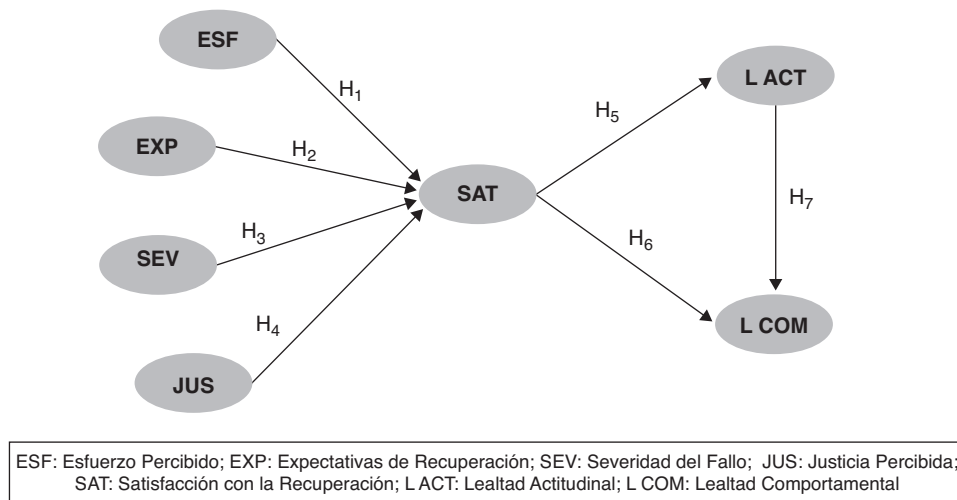 ESF
L ACT
H1
H5
EXP
H2
SAT
H7
SEV
H3
H6
H4
L COM
JUS
ESF: Esfuerzo Percibido; EXP: Expectativas de Recuperación; SEV: Severidad del Fallo; JUS: Justicia Percibida;
SAT: Satisfacción con la Recuperación; L ACT: Lealtad Actitudinal; L COM: Lealtad Comportamental